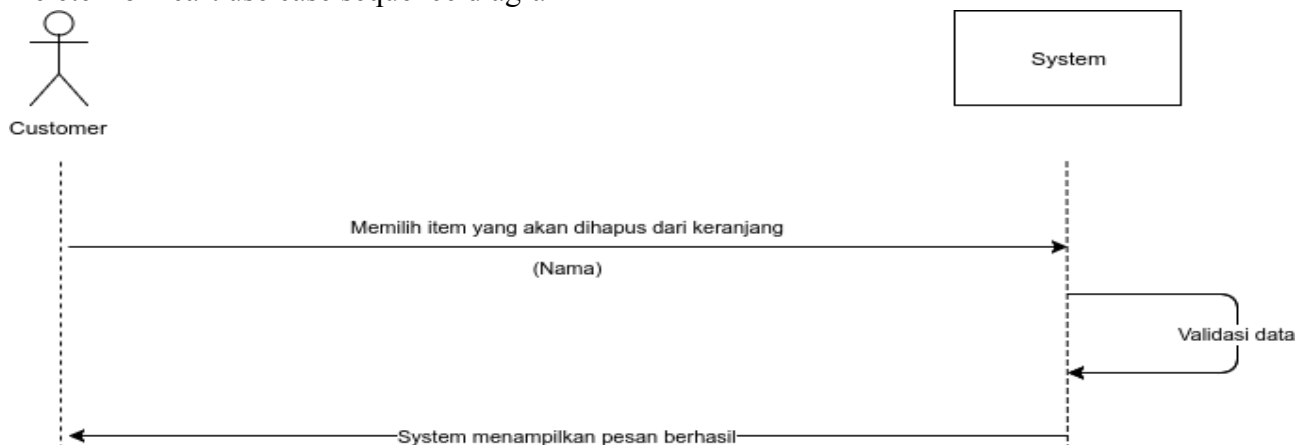 System
Customer
Memilih item yang akan dihapus dari keranjang
(Nama)
Validasi data
System menampilkan pesan berhasil